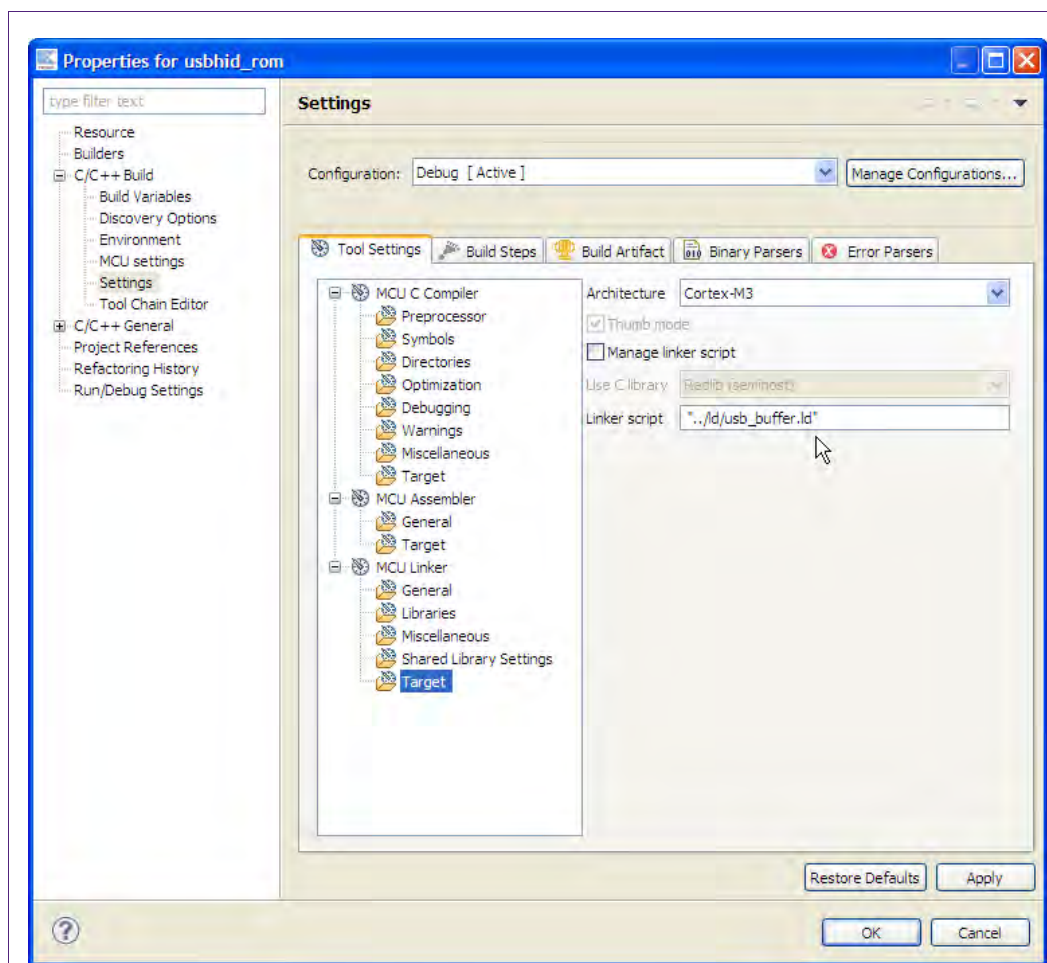 Properties for usbhid_rom
type filter text
Resource
Builders
C/C++ Build
Build Variables
Discovery Options
Environment
MCU settings
Settings
Tool Chain Editor
C/C++ General
Project References
Refactoring History
Run/Debug Settings
Settings
Configuration: Debug [ Active ] Manage Configurations...
Tool Settings Build Steps Build Artifact Binary Parsers Error Parsers
MCU C Compiler
Preprocessor
Symbols
Directories
Optimization
Debugging
Warnings
Miscellaneous
Target
MCU Assembler
General
Target
MCU Linker
General
Libraries
Miscellaneous
Shared Library Settings
Target
Architecture Cortex-M3
Thumb mode
Manage linker script
Use C library Redlib (semihost)
Linker script "../ld/usb_buffer.ld"
Restore Defaults Apply
OK Cancel